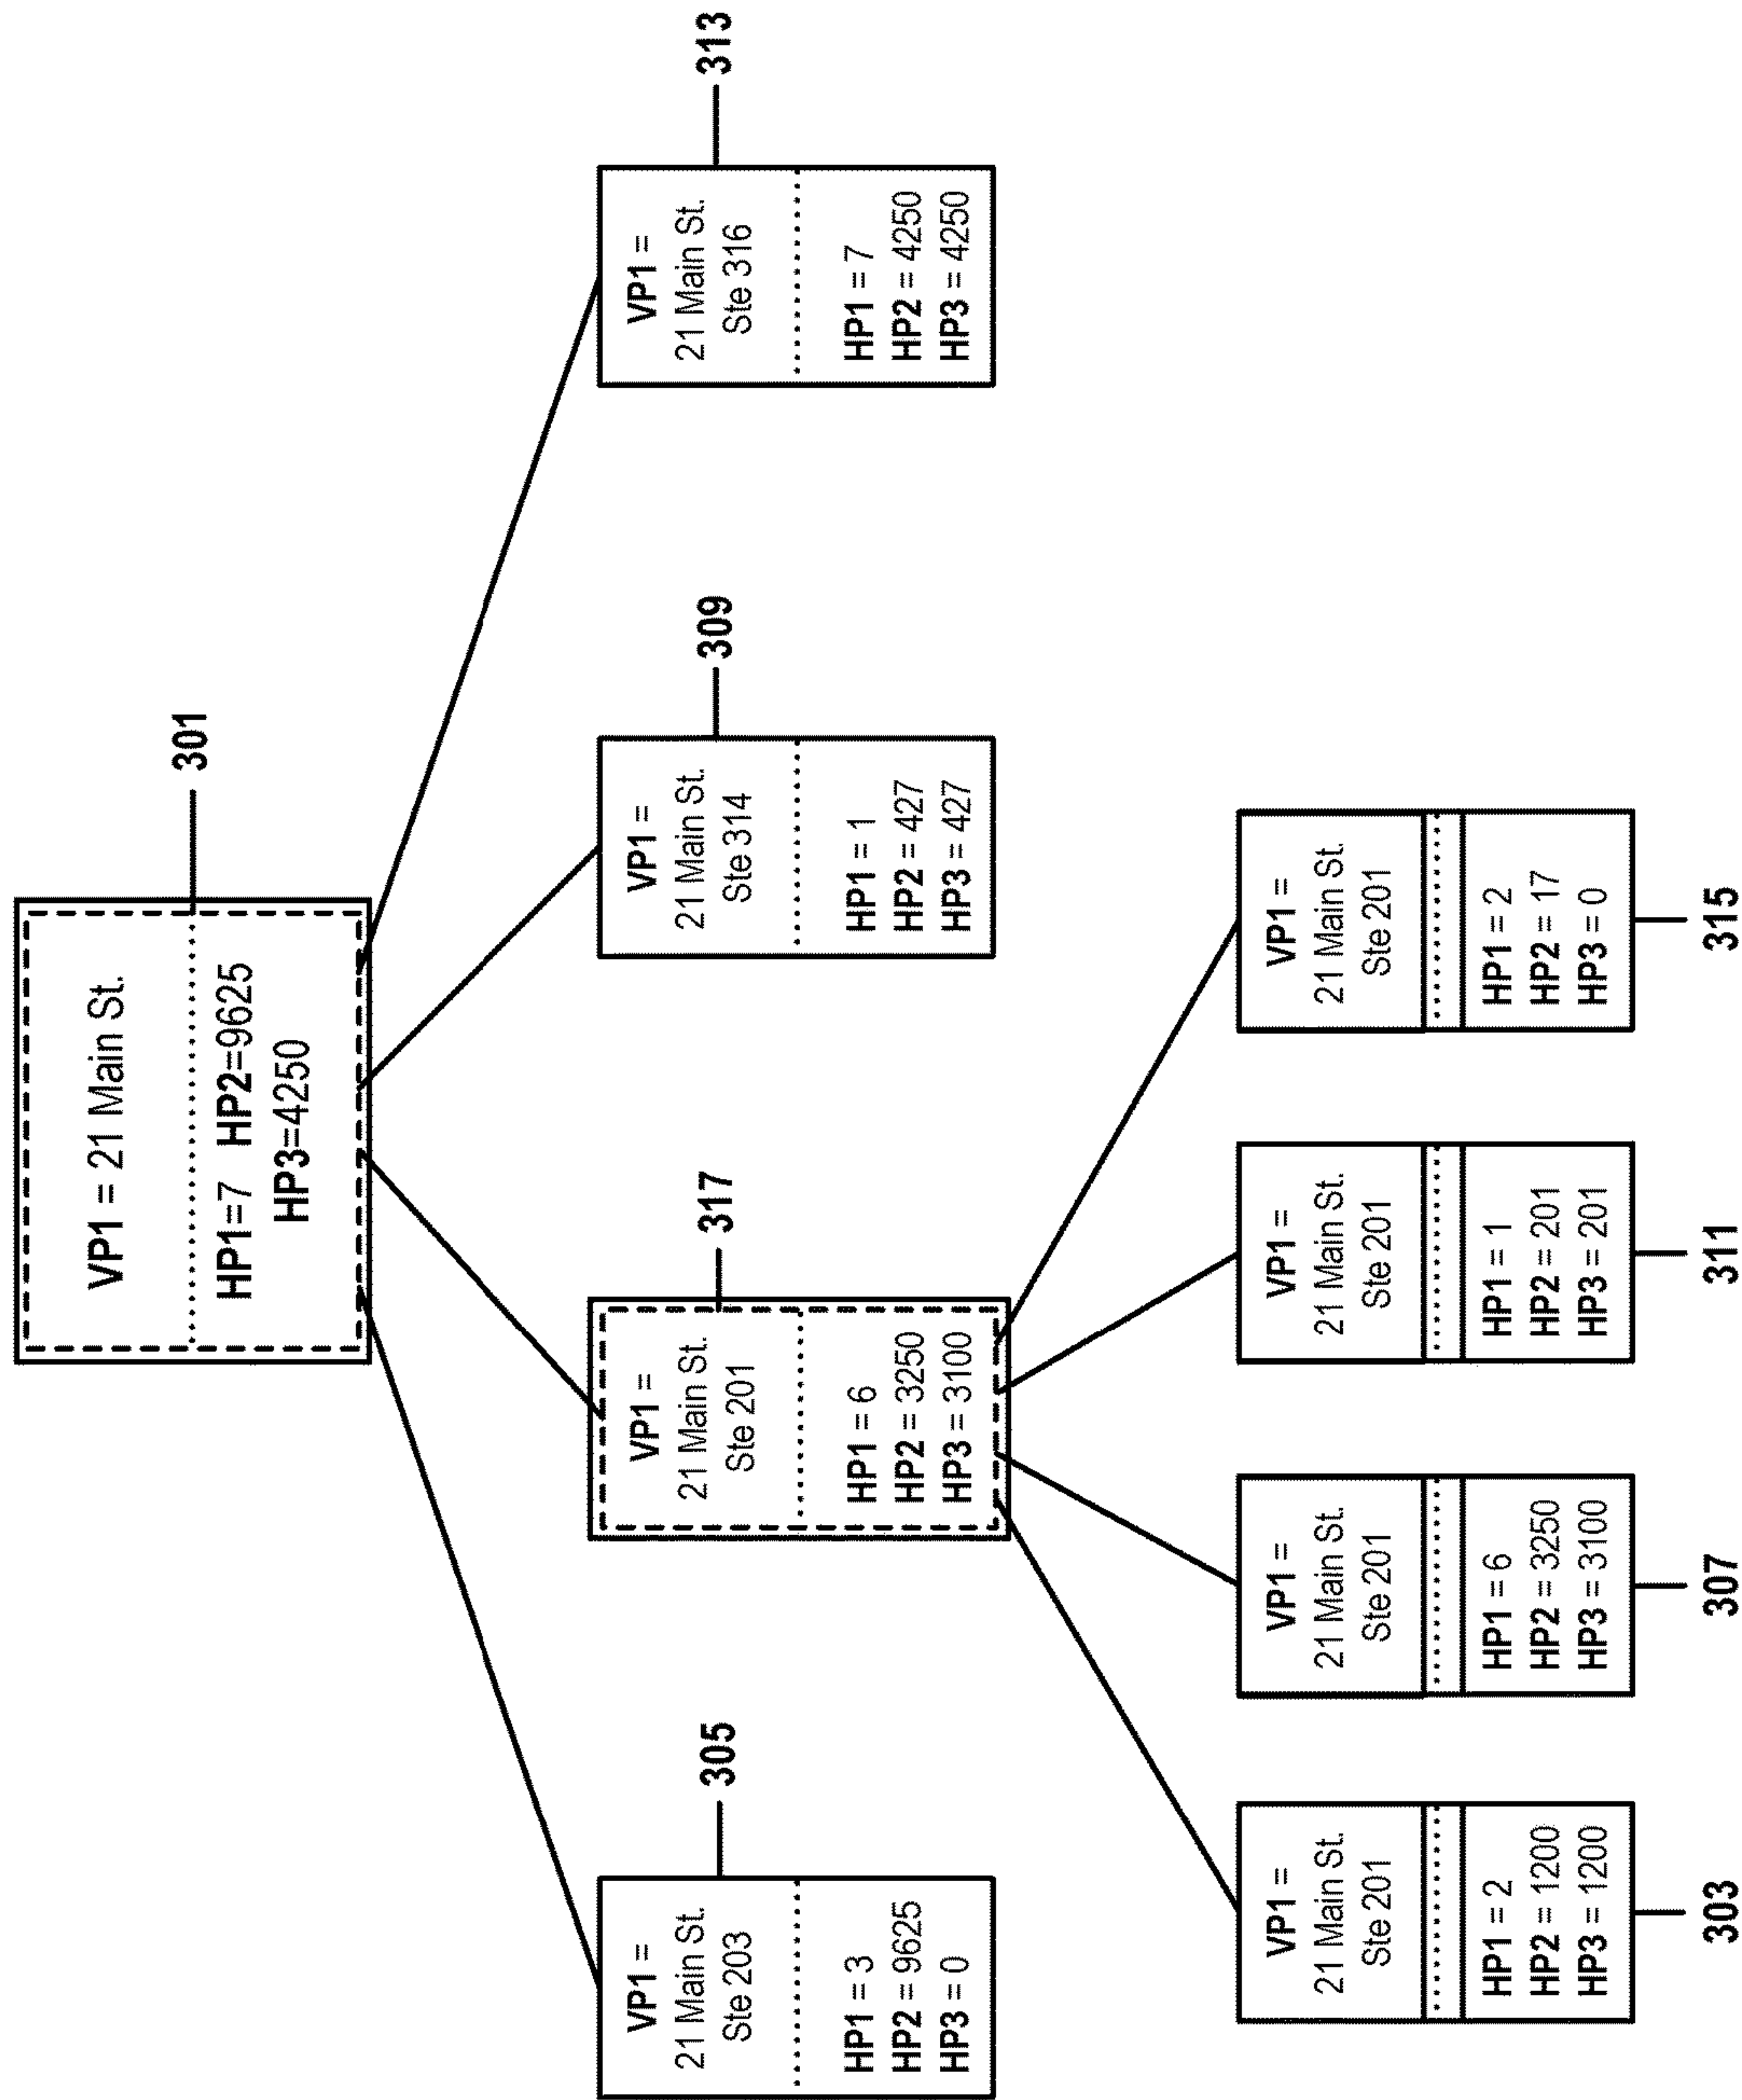 VP1 = 21 Main St.
HP1=7 HP2=9625
HP3=4250
301
VP1 =
21 Main St.
Ste 203
HP1 = 3
HP2 = 9625
HP3 = 0
305
VP1 =
21 Main St.
Ste 201
HP1 = 6
HP2 = 3250
HP3 = 3100
317
VP1 =
21 Main St.
Ste 314
HP1 = 1
HP2 = 427
HP3 = 427
309
VP1 =
21 Main St.
Ste 316
HP1 = 7
HP2 = 4250
HP3 = 4250
313
VP1 =
21 Main St.
Ste 201
HP1 = 2
HP2 = 1200
HP3 = 1200
303
VP1 =
21 Main St.
Ste 201
HP1 = 6
HP2 = 3250
HP3 = 3100
307
VP1 =
21 Main St.
Ste 201
HP1 = 1
HP2 = 201
HP3 = 201
311
VP1 =
21 Main St.
Ste 201
HP1 = 2
HP2 = 17
HP3 = 0
315